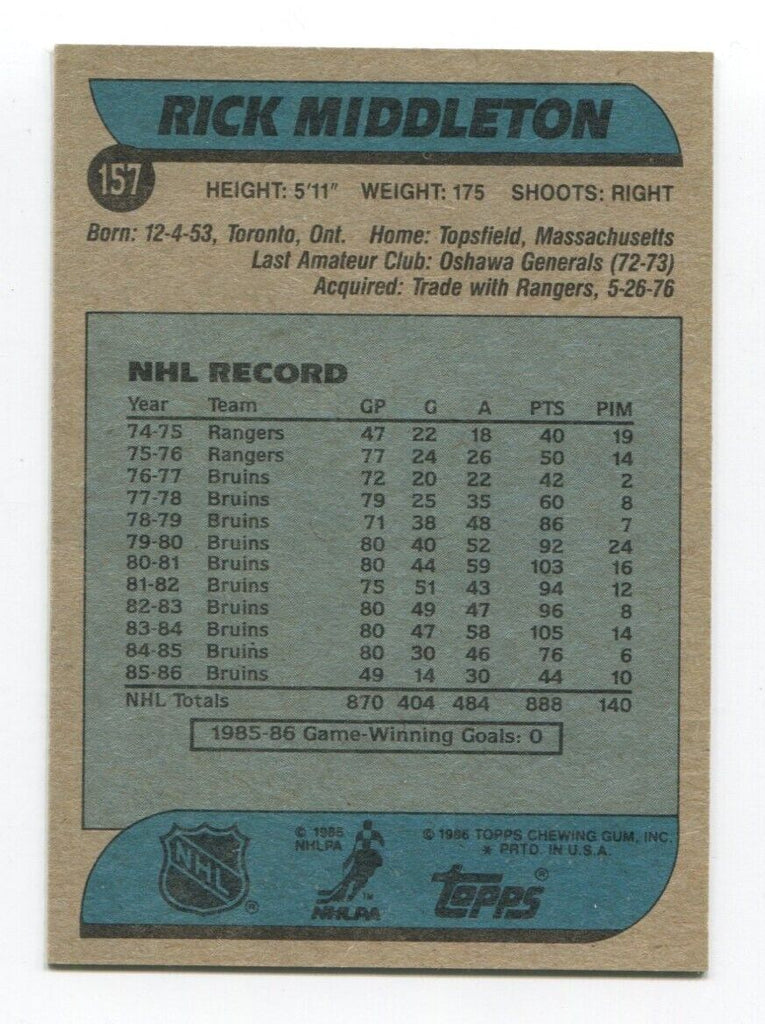 RICK MIDDLETON
157
HEIGHT: 5'11" WEIGHT: 175 SHOOTS: RIGHT
Born: 12-4-53, Toronto, Ont. Home: Topsfield, Massachusetts
Last Amateur Club: Oshawa Generals (72-73)
Acquired: Trade with Rangers, 5-26-76
NHL RECORD
Year Team GP G A PTS PIM
74-75 Rangers 47 22 18 40 19
75-76 Rangers 77 24 26 50 14
76-77 Bruins 72 20 22 42 2
77-78 Bruins 79 25 35 60 8
78-79 Bruins 71 38 48 86 7
79-80 Bruins 80 40 52 92 24
80-81 Bruins 80 44 59 103 16
81-82 Bruins 75 51 43 94 12
82-83 Bruins 80 49 47 96 8
83-84 Bruins 80 47 58 105 14
84-85 Bruins 80 30 46 76 6
85-86 Bruins 49 14 30 44 10
NHL Totals 870 404 484 888 140
1985-86 Game-Winning Goals: 0
NHL ®
© 1986
NHLPA
™
NHLPA
© 1986 TOPPS CHEWING GUM, INC.
* PRTD. IN U.S.A.
Topps ®